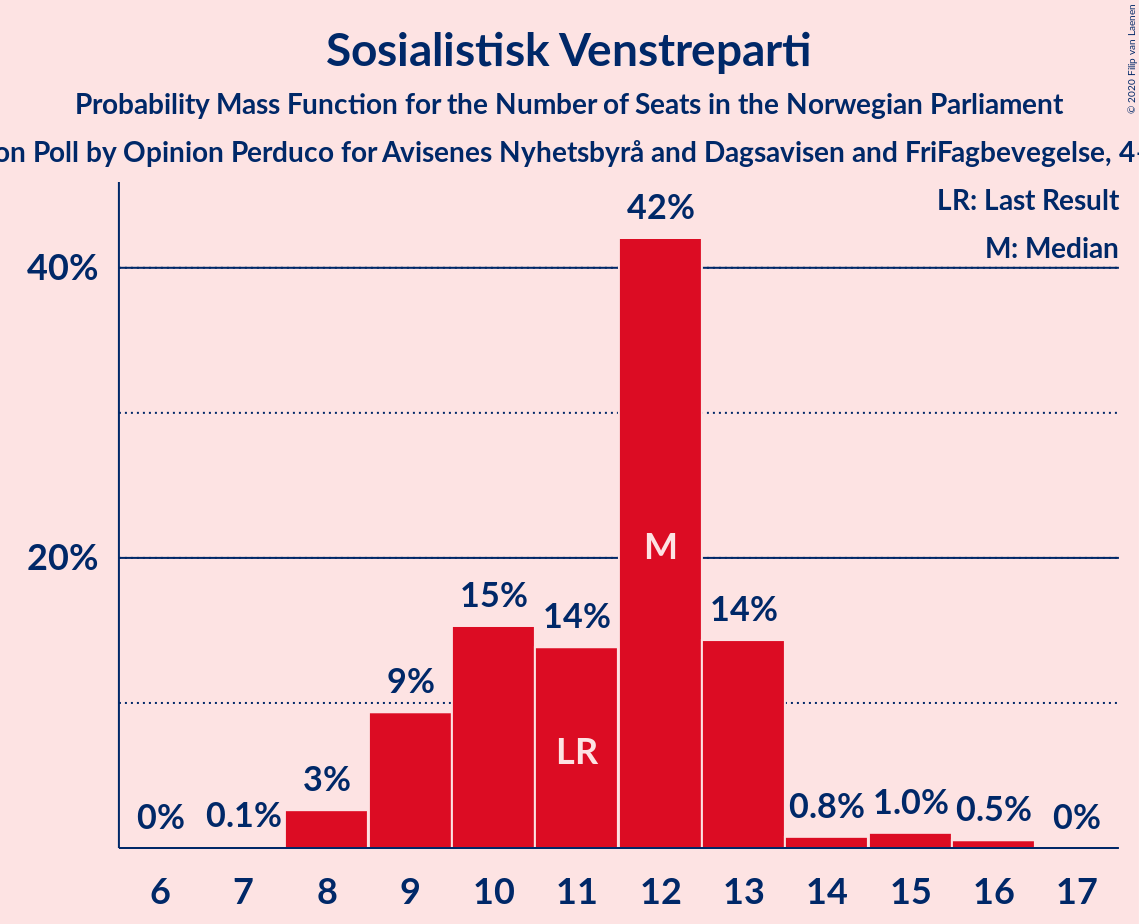 Sosialistisk Venstreparti
Probability Mass Function for the Number of Seats in the Norwegian Parliament
on Poll by Opinion Perduco for Avisenes Nyhetsbyrå and Dagsavisen and FriFagbevegelse, 4-
© 2020 Filip van Laenen
LR: Last Result
M: Median
40%
20%
0%
0.1%
3%
9%
15%
14%
42%
14%
0.8%
1.0%
0.5%
0%
M
LR
6 7 8 9 10 11 12 13 14 15 16 17